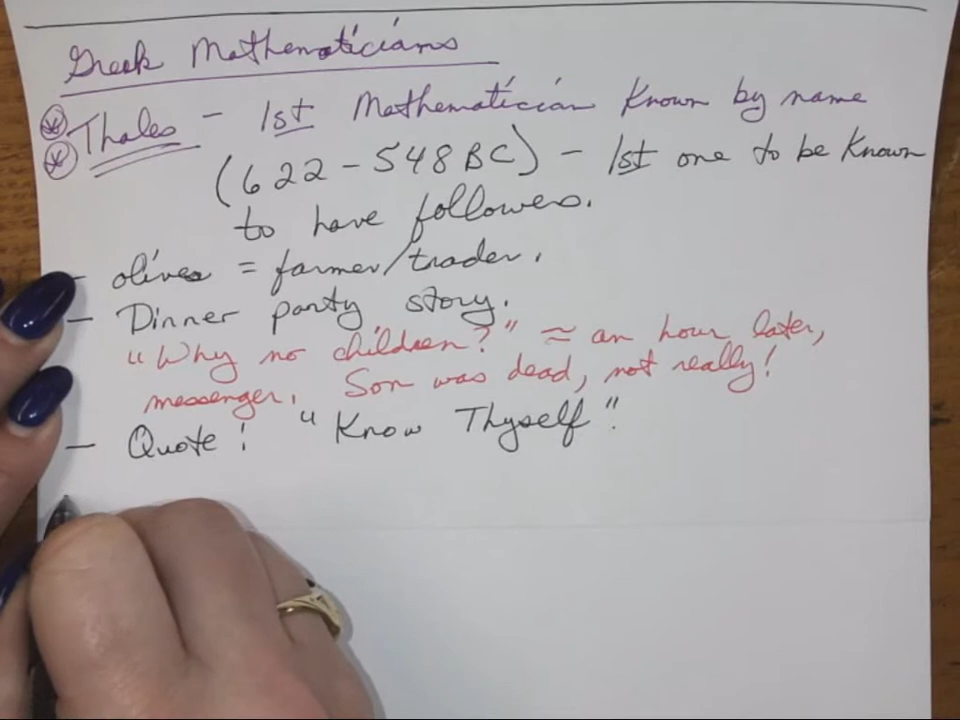 Greek Mathematicians
Thales - 1st Mathematician Known by name
(622 - 548 BC) - 1st one to be Known
to have followers.
- olives = farmer/trader.
- Dinner party story.
"Why no children?" ≈ an hour later,
messenger. Son was dead, not really!
- Quote: "Know Thyself"